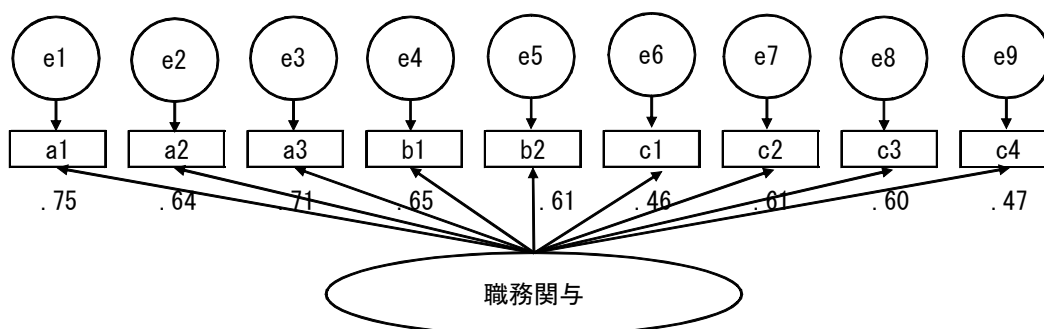 e1 e2 e3 e4 e5 e6 e7 e8 e9
a1 a2 a3 b1 b2 c1 c2 c3 c4
.75 .64 .71 .65 .61 .46 .61 .60 .47
職務関与